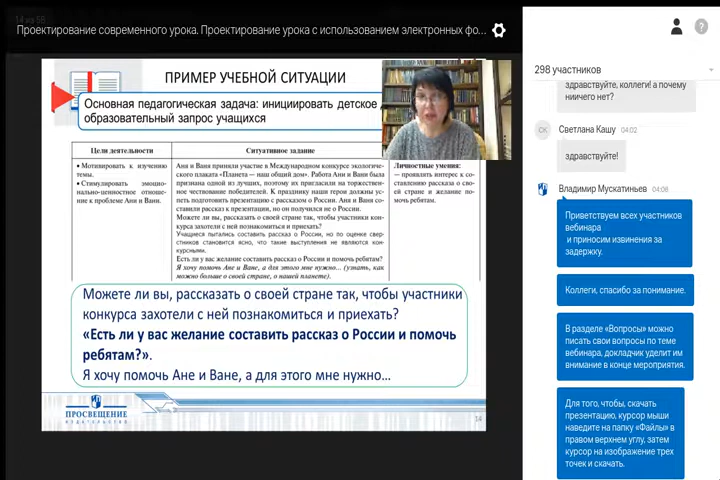 14 из 58
Проектирование современного урока. Проектирование урока с использованием электронных фо...
ПРИМЕР УЧЕБНОЙ СИТУАЦИИ
Основная педагогическая задача: инициировать детское
образовательный запрос учащихся
Цели деятельности
Ситуативное задание
• Мотивировать к изучению
темы.
• Стимулировать эмоцио-
нально-ценностное отноше-
ние к проблеме Ани и Вани.
Аня и Ваня приняли участие в Международном конкурсе экологиче-
ского плаката «Планета — наш общий дом». Работа Ани и Вани была
признана одной из лучших, поэтому их пригласили на торжествен-
ное чествование победителей. К празднику наши герои должны ус-
петь подготовить презентацию с рассказом о России. Аня и Ваня со-
ставили рассказ к презентации, но он получился не о России.
Можете ли вы, рассказать о своей стране так, чтобы участники кон-
курса захотели с ней познакомиться и приехать?
Учащиеся пытались составить рассказ о России, но по оценке свер-
стников становится ясно, что такие выступления не являются кон-
курсными.
Есть ли у вас желание составить рассказ о России и помочь ребятам?
Я хочу помочь Ане и Ване, а для этого мне нужно... (узнать, как
можно больше о своей стране, о нашей планете).
Личностные умения:
— проявлять интерес к со-
ставлению рассказа о сво-
ей стране и желание по-
мочь ребятам.
Можете ли вы, рассказать о своей стране так, чтобы участники
конкурса захотели с ней познакомиться и приехать?
«Есть ли у вас желание составить рассказ о России и помочь
ребятам?».
Я хочу помочь Ане и Ване, а для этого мне нужно...
ПРОСВЕЩЕНИЕ
ИЗДАТЕЛЬСТВО
14
298 участников
здравствуйте, коллеги! а почему
ниичего нет?
СК
Светлана Кашу 04:02
здравствуйте!
Владимир Мускатиньев 04:06
Приветствуем всех участников
вебинара
и приносим извинения за
задержку.
Коллеги, спасибо за понимание.
В разделе «Вопросы» можно
писать свои вопросы по теме
вебинара, докладчик уделит им
внимание в конце мероприятия.
Для того, чтобы, скачать
презентацию, курсор мыши
наведите на папку «Файлы» в
правом верхнем углу, затем
курсор на изображение трех
точек и скачать.